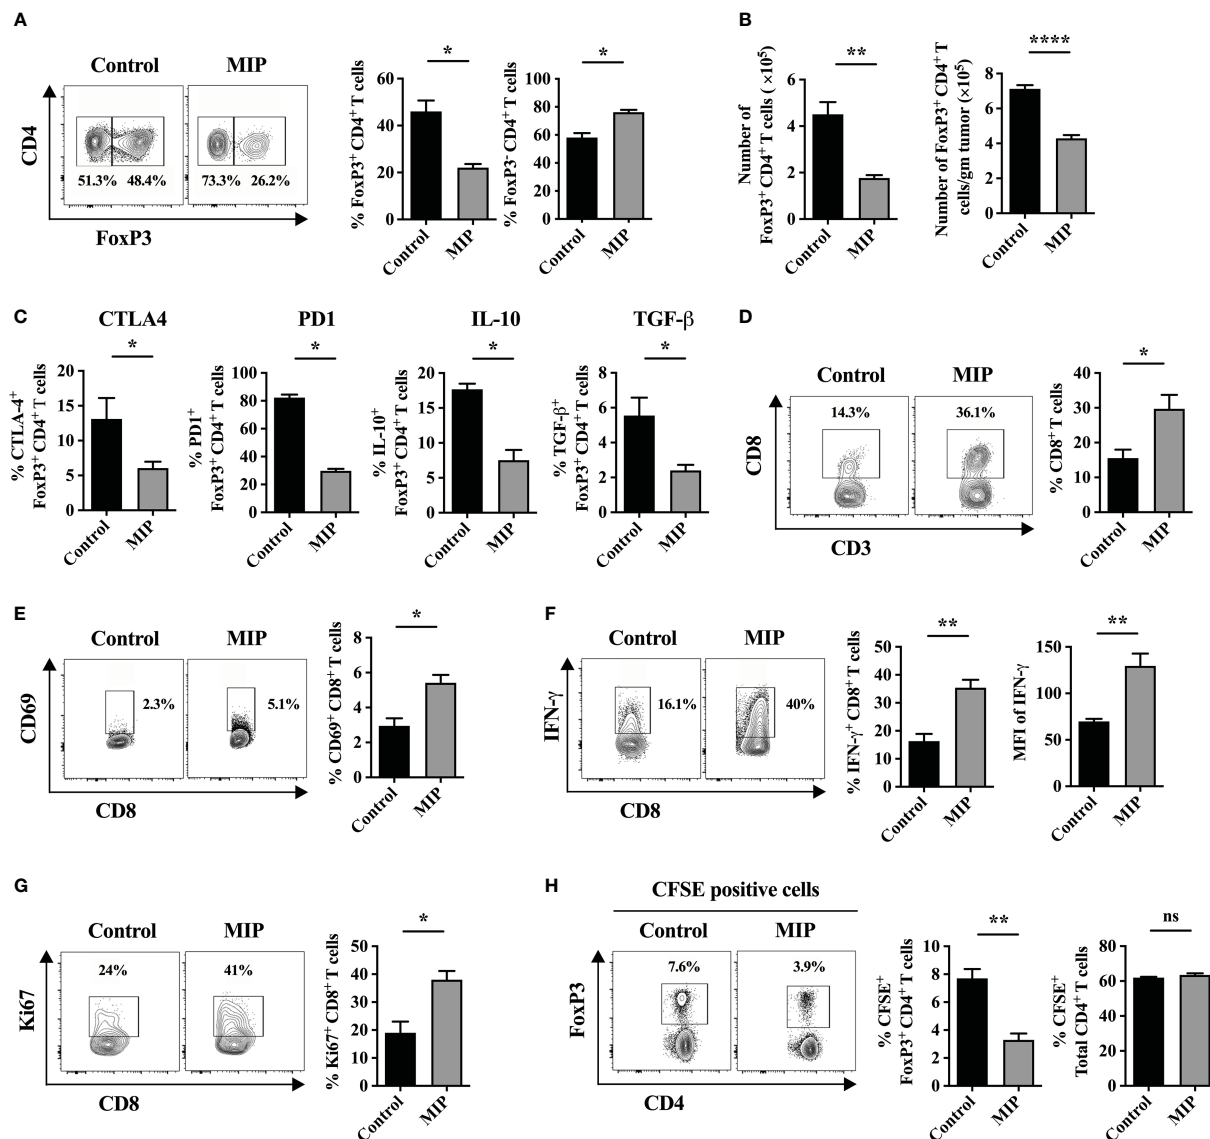 A
Control
MIP
CD4
51.3%
48.4%
73.3%
26.2%
FoxP3
% FoxP3⁺ CD4⁺ T cells
60
40
20
0
*
Control
MIP
% FoxP3⁻ CD4⁺ T cells
100
80
60
40
20
0
*
Control
MIP
B
Number of
FoxP3⁺ CD4⁺ T cells (×10⁵)
6
4
2
0
**
Control
MIP
Number of FoxP3⁺ CD4⁺T
cells/gm tumor (×10⁵)
8
6
4
2
0
****
Control
MIP
C
CTLA4
% CTLA-4⁺
FoxP3⁺ CD4⁺ T cells
20
15
10
5
0
*
Control
MIP
PD1
% PD1⁺
FoxP3⁺ CD4⁺ T cells
100
80
60
40
20
0
*
Control
MIP
IL-10
% IL-10⁺
FoxP3⁺ CD4⁺ T cells
20
15
10
5
0
*
Control
MIP
TGF-β
% TGF-β⁺
FoxP3⁺ CD4⁺ T cells
8
6
4
2
0
*
Control
MIP
D
Control
MIP
14.3%
36.1%
CD8
CD3
% CD8⁺ T cells
40
30
20
10
0
*
Control
MIP
E
Control
MIP
2.3%
5.1%
CD69
CD8
% CD69⁺ CD8⁺ T cells
8
6
4
2
0
*
Control
MIP
F
Control
MIP
16.1%
40%
IFN-γ
CD8
% IFN-γ⁺ CD8⁺ T cells
50
40
30
20
10
0
**
Control
MIP
MFI of IFN-γ
150
100
50
0
**
Control
MIP
G
Control
MIP
24%
41%
Ki67
CD8
% Ki67⁺ CD8⁺ T cells
50
40
30
20
10
0
*
Control
MIP
H
CFSE positive cells
Control
MIP
7.6%
3.9%
FoxP3
CD4
% CFSE⁺
FoxP3⁺ CD4⁺ T cells
10
8
6
4
2
0
**
Control
MIP
% CFSE⁺
Total CD4⁺ T cells
80
60
40
20
0
ns
Control
MIP